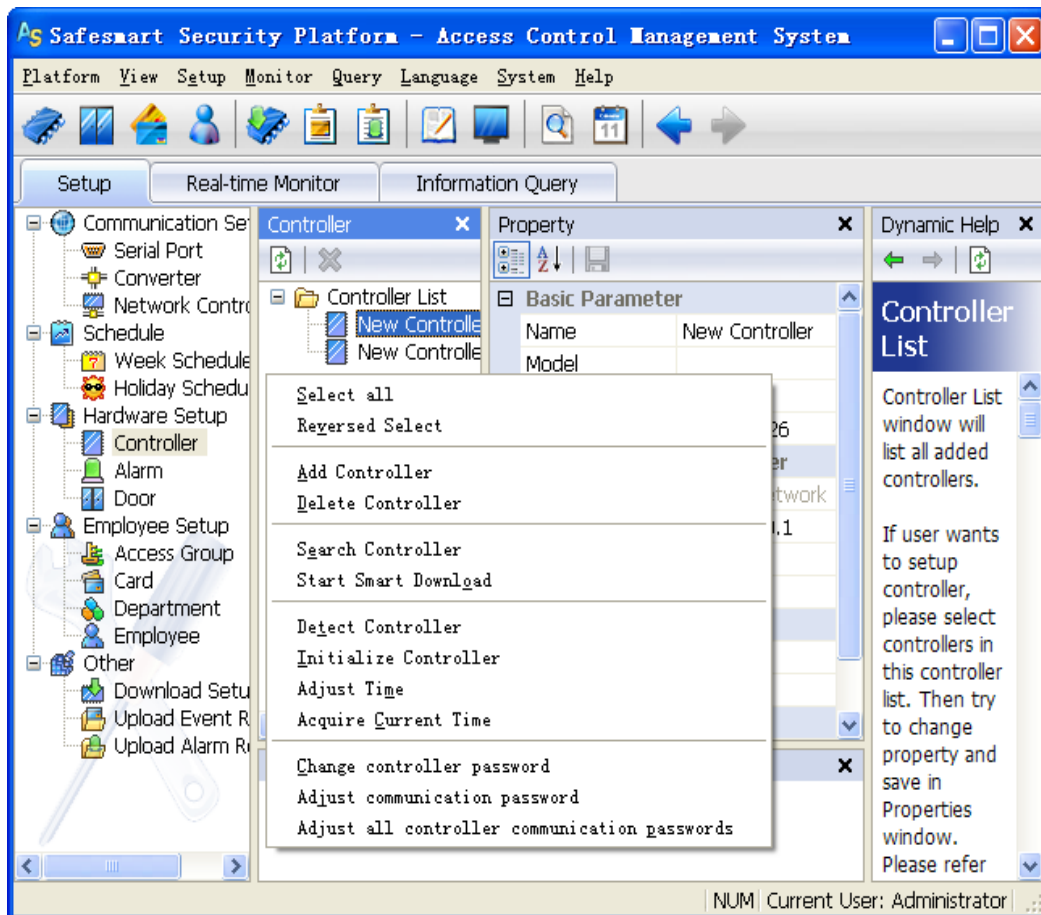 AS Safesmart Security Platform - Access Control Management System
Platform View Setup Monitor Query Language System Help
Setup Real-time Monitor Information Query
Communication Se
Serial Port
Converter
Network Contro
Schedule
Week Schedule
Holiday Schedu
Hardware Setup
Controller
Alarm
Door
Employee Setup
Access Group
Card
Department
Employee
Other
Download Setu
Upload Event R
Upload Alarm Re
Controller
Controller List
New Controlle
New Controlle
Select all
Reversed Select
Add Controller
Delete Controller
Search Controller
Start Smart Download
Detect Controller
Initialize Controller
Adjust Time
Acquire Current Time
Change controller password
Adjust communication password
Adjust all controller communication passwords
Property
Basic Parameter
Name New Controller
Model
26
er
twork
.1
Dynamic Help
Controller
List
Controller List
window will
list all added
controllers.
If user wants
to setup
controller,
please select
controllers in
this controller
list. Then try
to change
property and
save in
Properties
window.
Please refer
NUM Current User: Administrator